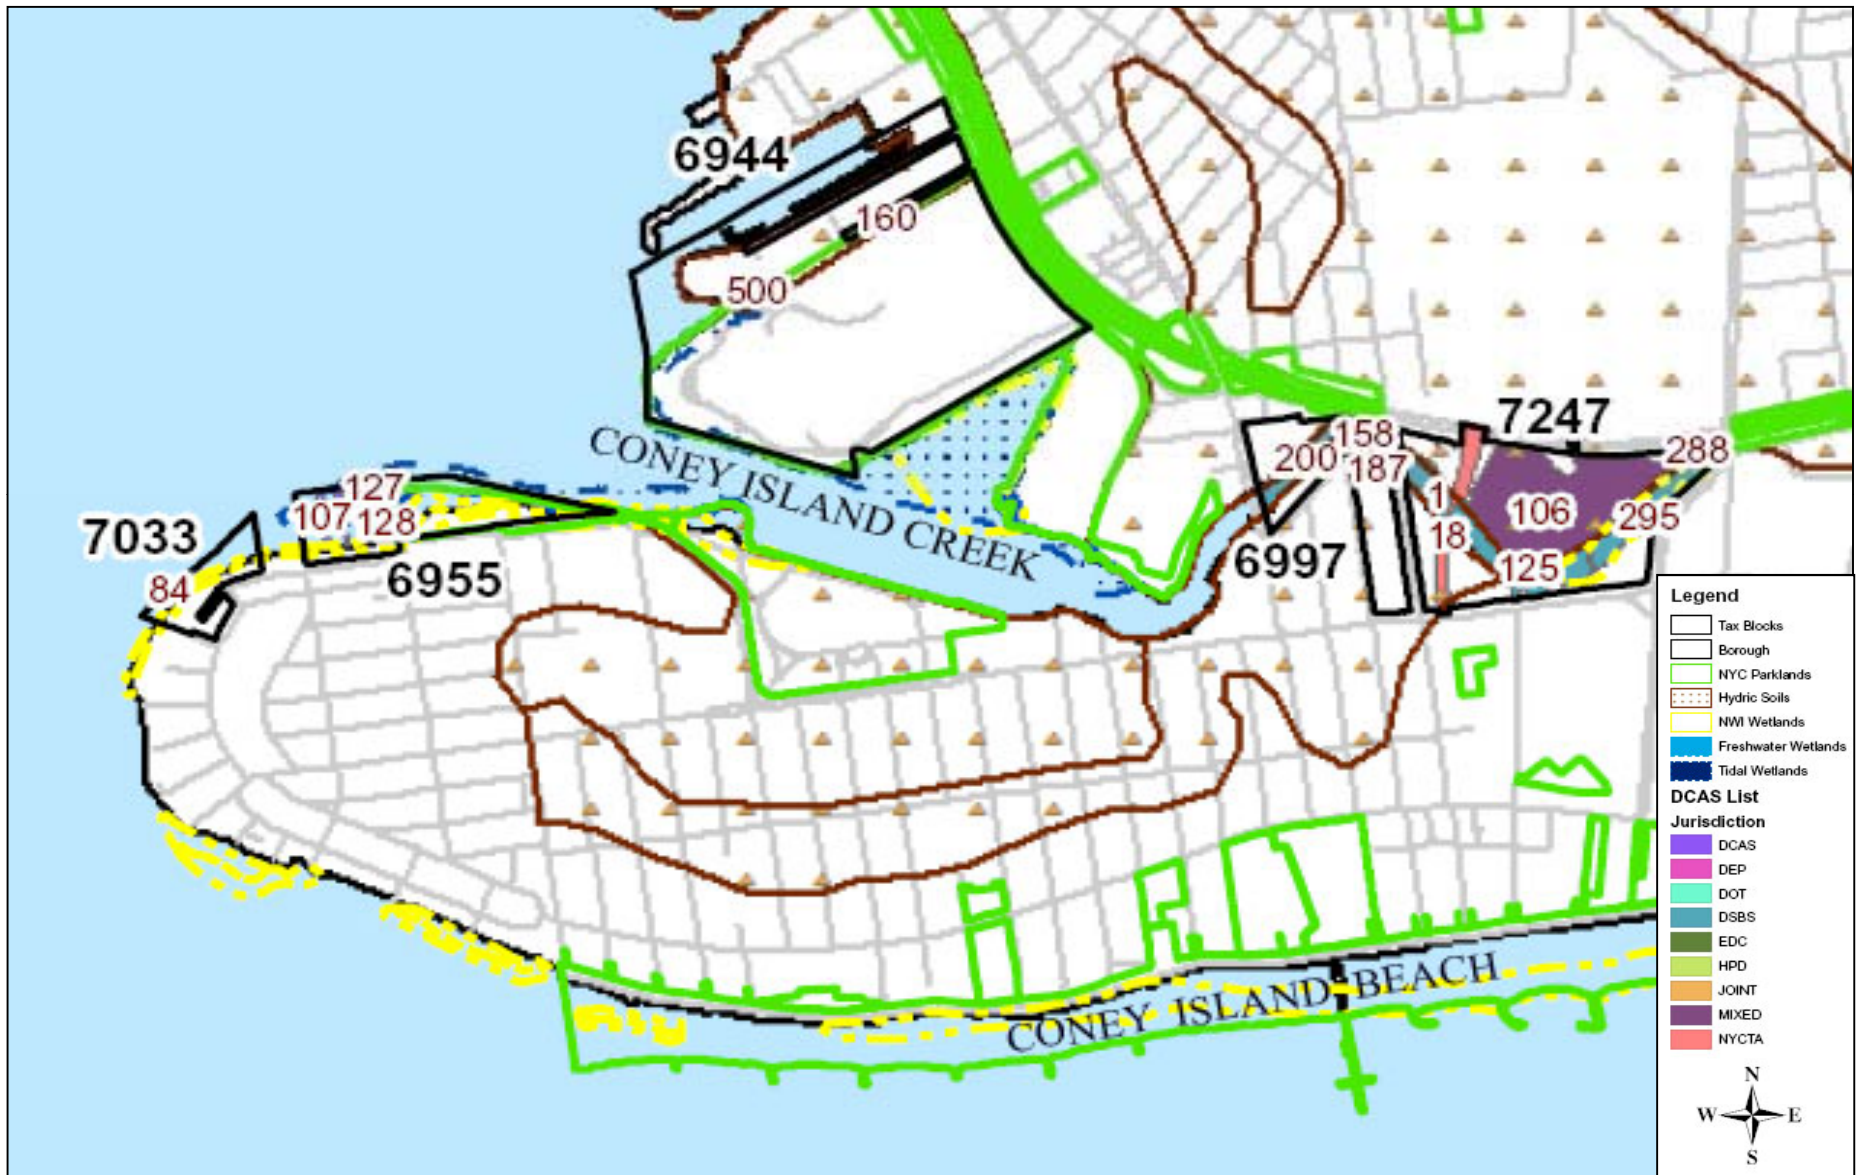 6944
160
500
CONEY ISLAND CREEK
7247
158
288
200
187
127
1
107
128
106
295
7033
18
6997
125
84
6955
CONEY ISLAND BEACH
Legend
Tax Blocks
Borough
NYC Parklands
Hydric Soils
NWI Wetlands
Freshwater Wetlands
Tidal Wetlands
DCAS List
Jurisdiction
DCAS
DEP
DOT
DSBS
EDC
HPD
JOINT
MIXED
NYCTA
N
W E
S